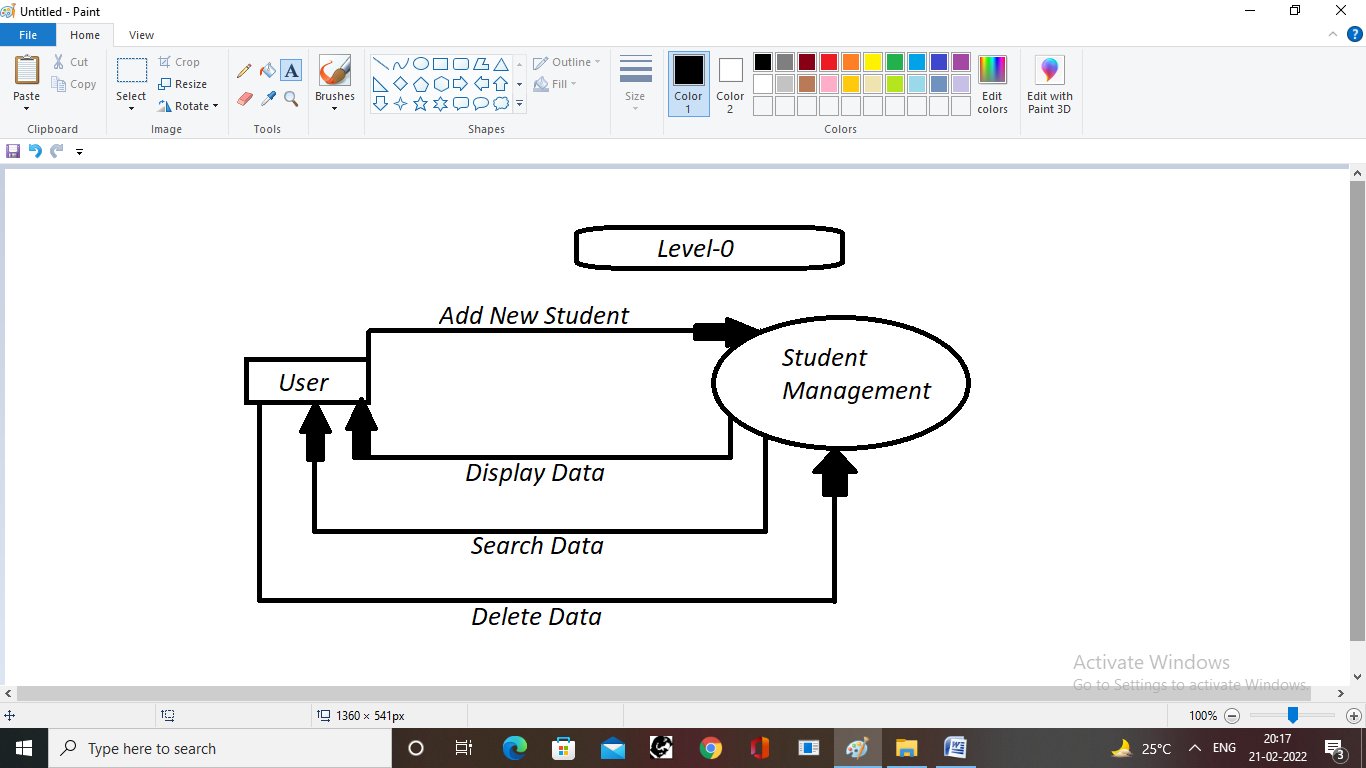 Untitled - Paint
File Home View
Paste Cut Copy Clipboard
Select Crop Resize Rotate Image
A Tools
Brushes
Shapes Outline Fill
Size
Color 1 Color 2 Edit colors Colors
Edit with Paint 3D
Level-0
Add New Student
Student
Management
User
Display Data
Search Data
Delete Data
Activate Windows
Go to Settings to activate Windows.
1360 × 541px 100%
Type here to search
25°C ENG 20:17
21-02-2022 3